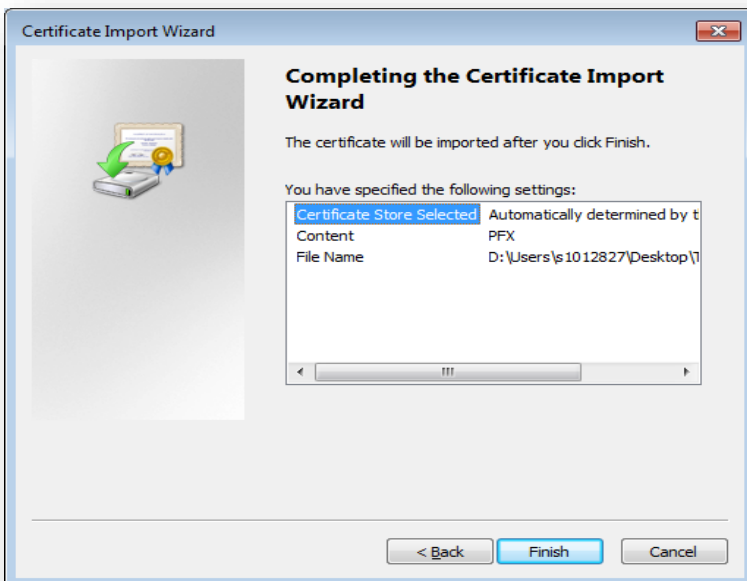 Certificate Import Wizard
Completing the Certificate Import
Wizard
The certificate will be imported after you click Finish.
You have specified the following settings:
Certificate Store Selected Automatically determined by t
Content PFX
File Name D:\Users\s1012827\Desktop\T
< Back Finish Cancel